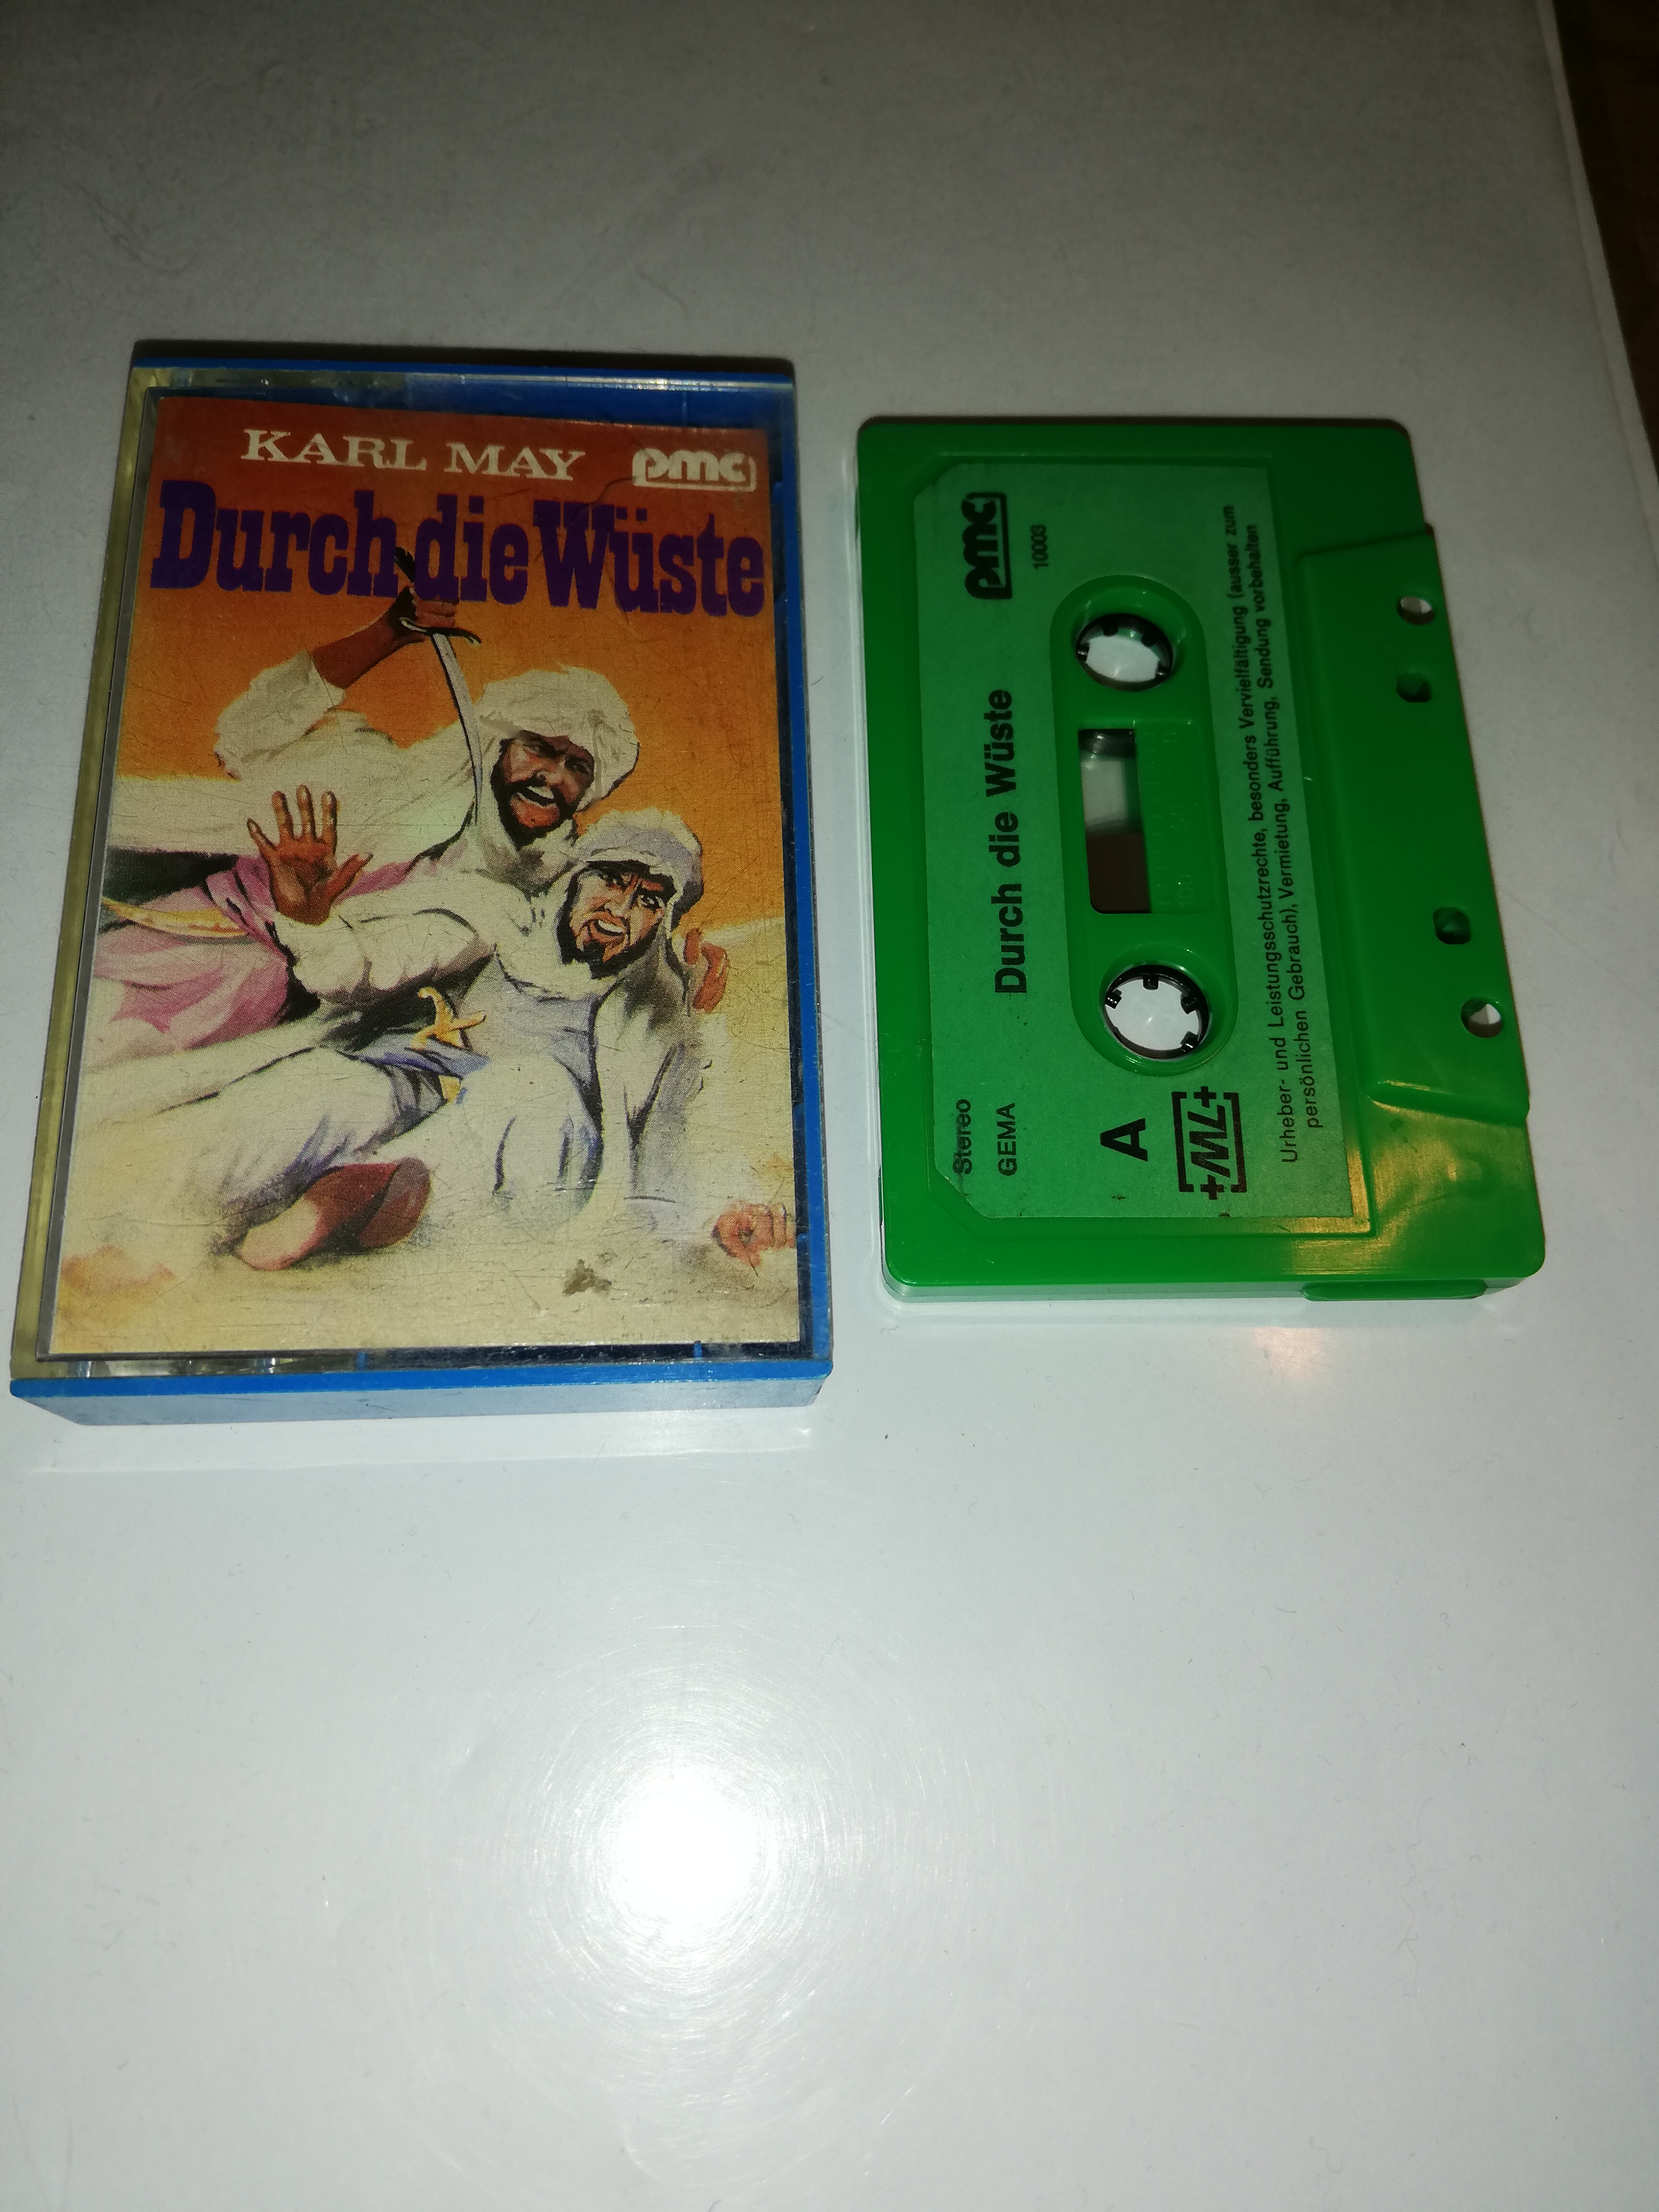 KARL MAY
pmc
Durch die Wüste
Stereo
pmc
GEMA
Durch die Wüste
10003
A
Urheber- und Leistungsschutzrechte, besonders Vervielfältigung (ausser zum
persönlichen Gebrauch), Vermietung, Aufführung, Sendung vorbehalten